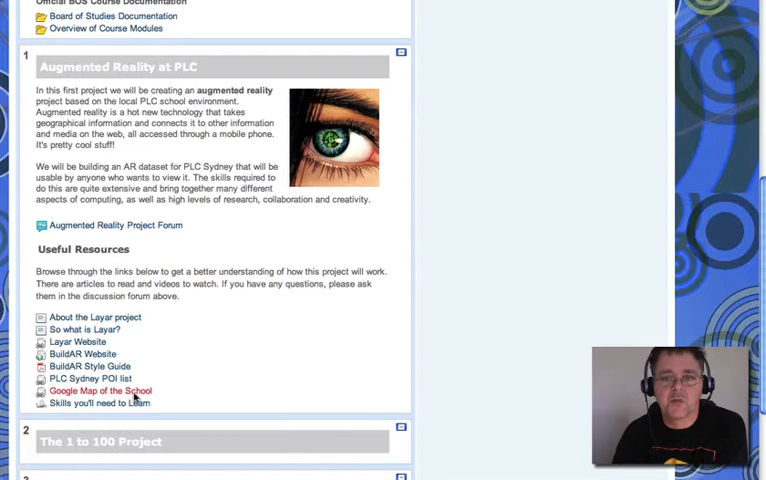 Official BOS Course Documentation
Board of Studies Documentation
Overview of Course Modules
1
Augmented Reality at PLC
In this first project we will be creating an augmented reality
project based on the local PLC school environment.
Augmented reality is a hot new technology that takes
geographical information and connects it to other information
and media on the web, all accessed through a mobile phone.
It's pretty cool stuff!
We will be building an AR dataset for PLC Sydney that will be
usable by anyone who wants to view it. The skills required to
do this are quite extensive and bring together many different
aspects of computing, as well as high levels of research, collaboration and creativity.
Augmented Reality Project Forum
Useful Resources
Browse through the links below to get a better understanding of how this project will work.
There are articles to read and videos to watch. If you have any questions, please ask
them in the discussion forum above.
About the Layar project
So what is Layar?
Layar Website
BuildAR Website
BuildAR Style Guide
PLC Sydney POI list
Google Map of the School
Skills you'll need to Learn
2
The 1 to 100 Project